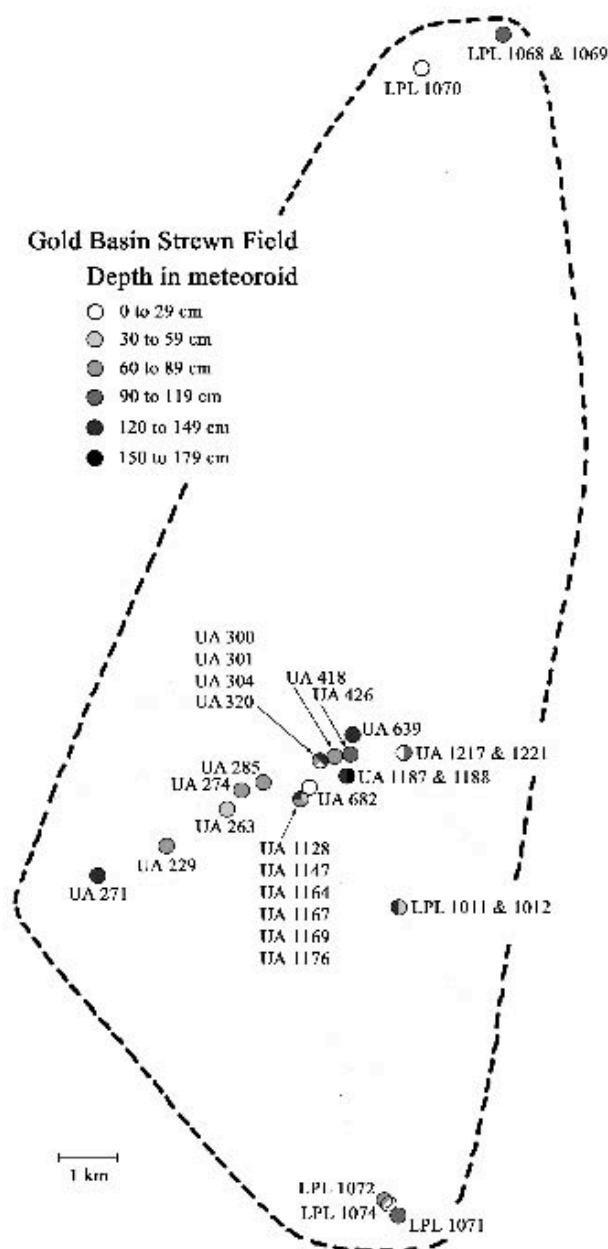 LPL 1068 & 1069
LPL 1070
Gold Basin Strewn Field
Depth in meteoroid
0 to 29 cm
30 to 59 cm
60 to 89 cm
90 to 119 cm
120 to 149 cm
150 to 179 cm
UA 300
UA 301
UA 304
UA 320
UA 418
UA 426
UA 639
UA 1217 & 1221
UA 1187 & 1188
UA 285
UA 274
UA 682
UA 263
UA 229
UA 271
UA 1128
UA 1147
UA 1164
UA 1167
UA 1169
UA 1176
LPL 1011 & 1012
1 km
LPL 1072
LPL 1074
LPL 1071